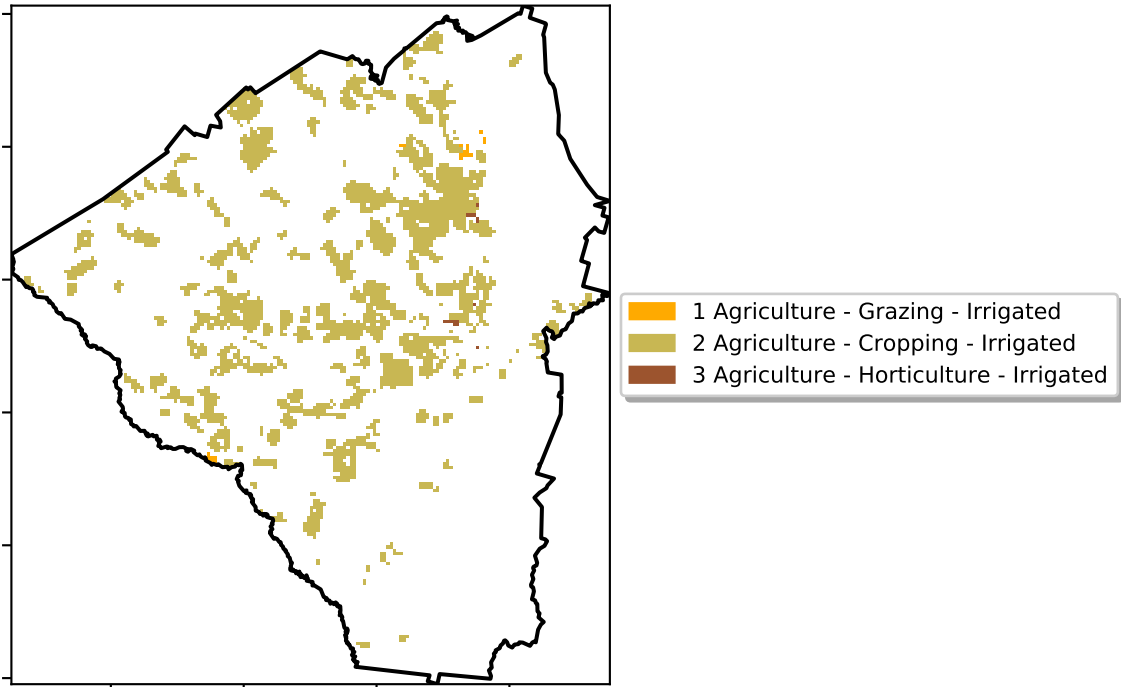 1 Agriculture - Grazing - Irrigated
2 Agriculture - Cropping - Irrigated
3 Agriculture - Horticulture - Irrigated